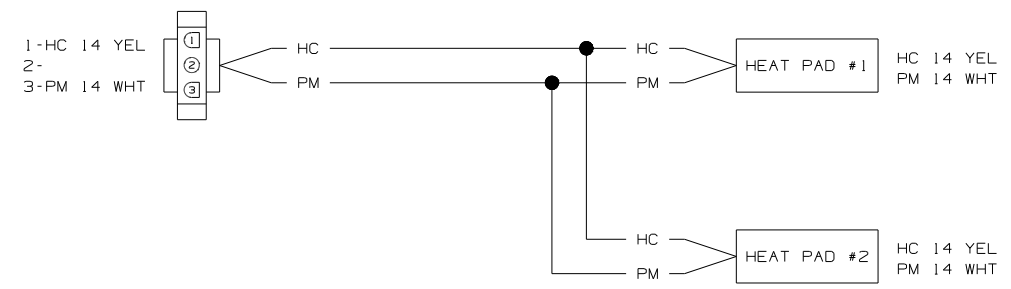 1-HC 14 YEL
2-
3-PM 14 WHT
1
2
3
HC
PM
HC
PM
HEAT PAD #1
HC 14 YEL
PM 14 WHT
HC
PM
HEAT PAD #2
HC 14 YEL
PM 14 WHT